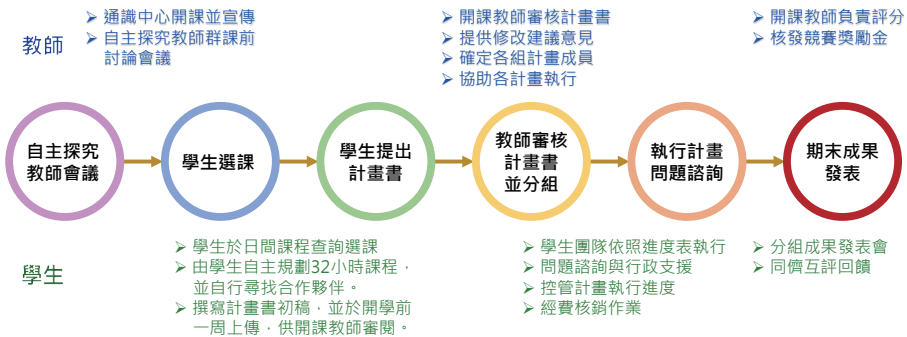 教師
➢ 通識中心開課並宣傳
➢ 自主探究教師群課前
討論會議
➢ 開課教師審核計畫書
➢ 提供修改建議意見
➢ 確定各組計畫成員
➢ 協助各計畫執行
➢ 開課教師負責評分
➢ 核發競賽獎勵金
自主探究
教師會議
學生選課
學生提出
計畫書
教師審核
計畫書
並分組
執行計畫
問題諮詢
期末成果
發表
學生
➢ 學生於日間課程查詢選課
➢ 由學生自主規劃32小時課程，
並自行尋找合作夥伴。
➢ 撰寫計畫書初稿，並於開學前
一周上傳，供開課教師審閱。
➢ 學生團隊依照進度表執行
➢ 問題諮詢與行政支援
➢ 控管計畫執行進度
➢ 經費核銷作業
➢ 分組成果發表會
➢ 同儕互評回饋